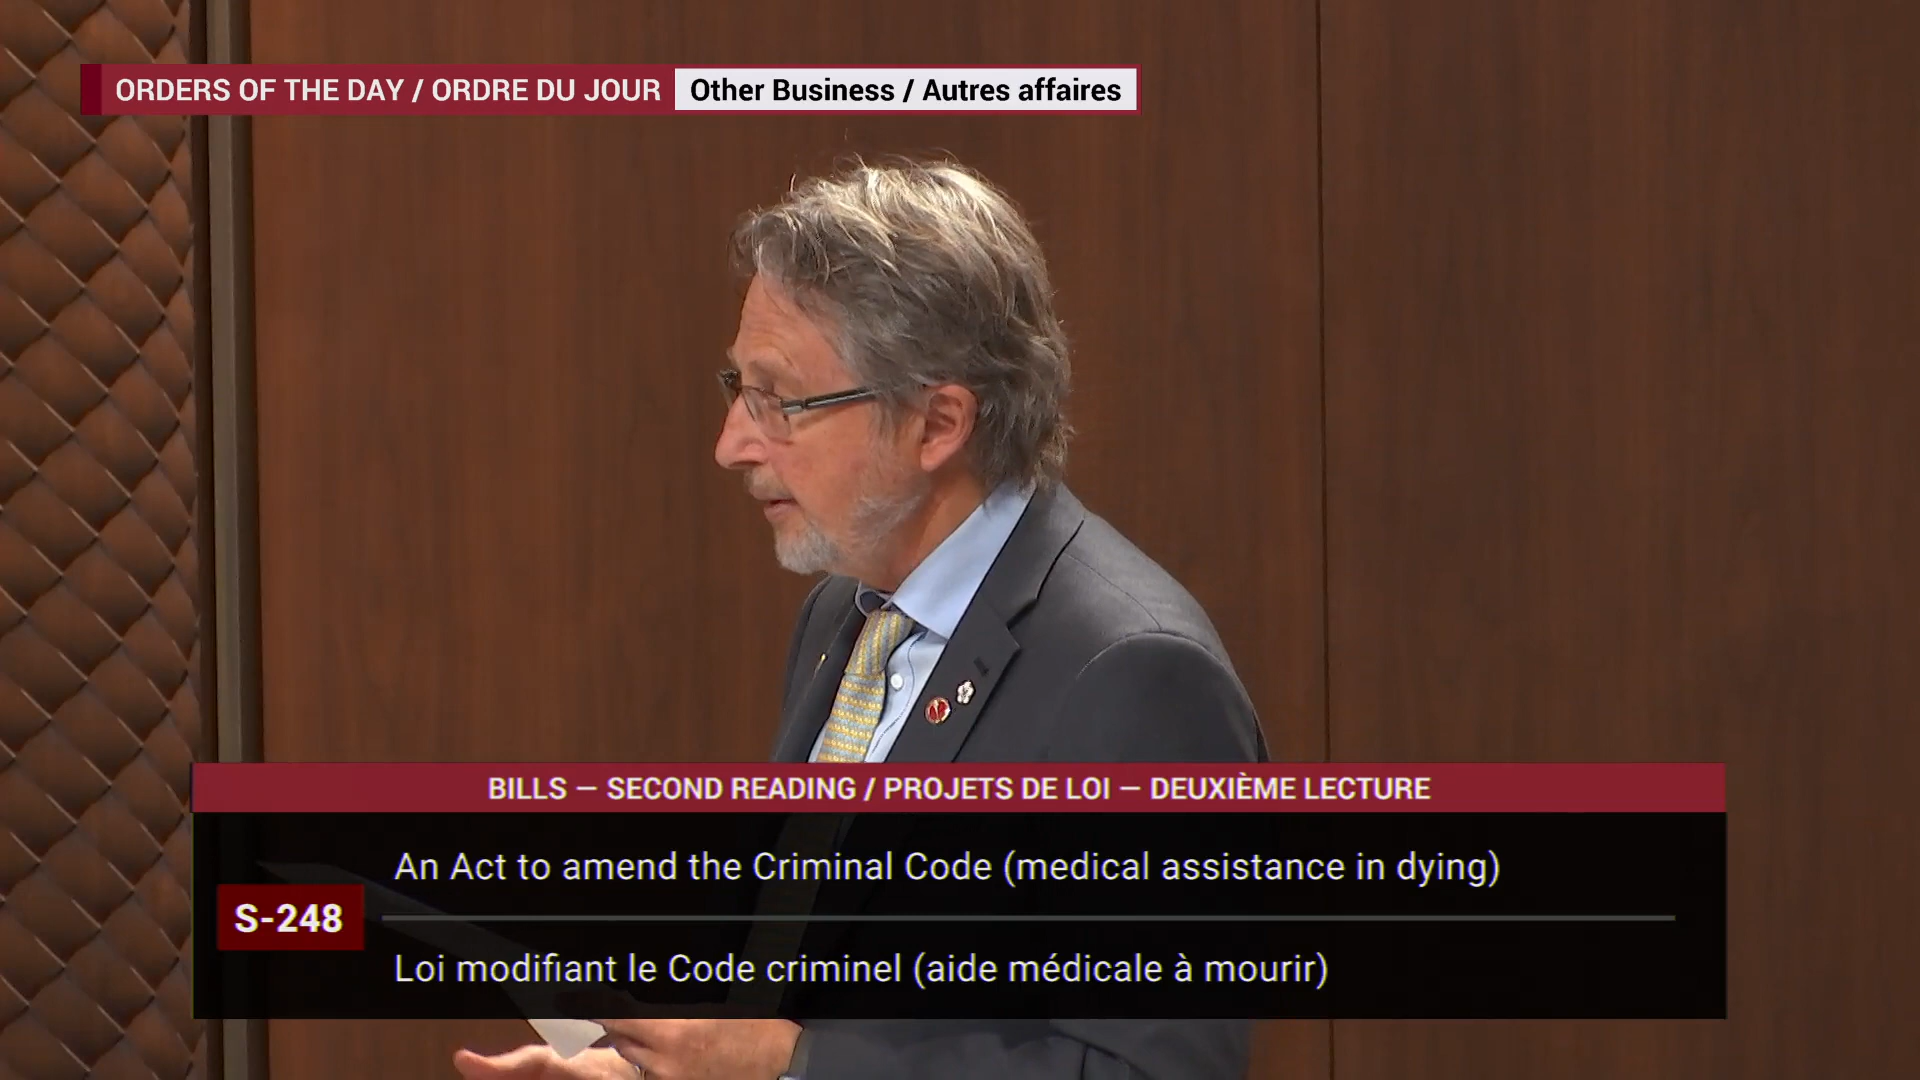 ORDERS OF THE DAY / ORDRE DU JOUR Other Business / Autres affaires
BILLS — SECOND READING / PROJETS DE LOI — DEUXIÈME LECTURE
An Act to amend the Criminal Code (medical assistance in dying)
S-248
Loi modifiant le Code criminel (aide médicale à mourir)